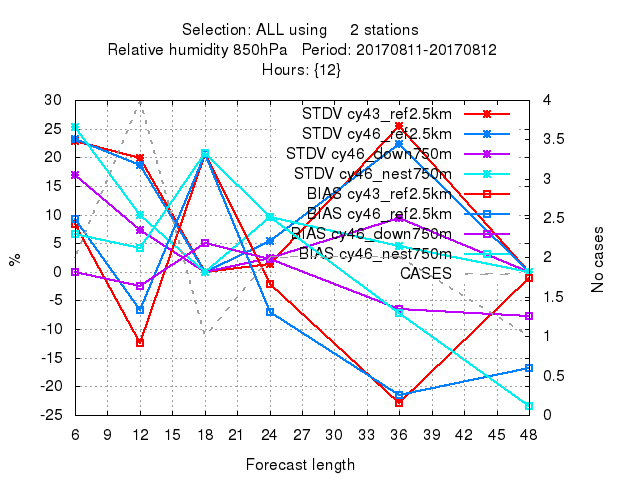 Selection: ALL using 2 stations
Relative humidity 850hPa Period: 20170811-20170812
Hours: {12}
30
25
20
15
10
5
0
-5
-10
-15
-20
-25
%
STDV cy43_ref2.5km
STDV cy46_ref2.5km
STDV cy46_down750m
STDV cy46_nest750m
BIAS cy43_ref2.5km
BIAS cy46_ref2.5km
BIAS cy46_down750m
BIAS cy46_nest750m
CASES
4
3.5
3
2.5
2
1.5
1
0.5
0
No cases
6 9 12 15 18 21 24 27 30 33 36 39 42 45 48
Forecast length